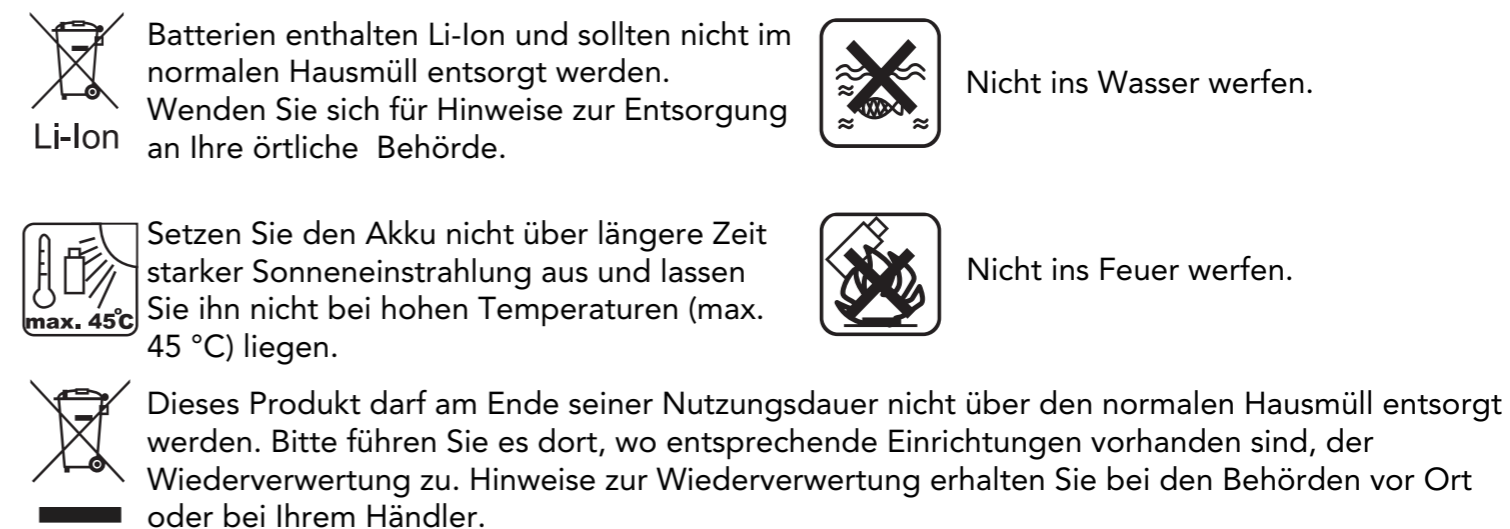 Batterien enthalten Li-Ion und sollten nicht im
normalen Hausmüll entsorgt werden.
Wenden Sie sich für Hinweise zur Entsorgung
an Ihre örtliche Behörde.
Li-Ion
Nicht ins Wasser werfen.
Setzen Sie den Akku nicht über längere Zeit
starker Sonneneinstrahlung aus und lassen
Sie ihn nicht bei hohen Temperaturen (max.
45 °C) liegen.
max. 45°C
Nicht ins Feuer werfen.
Dieses Produkt darf am Ende seiner Nutzungsdauer nicht über den normalen Hausmüll entsorgt
werden. Bitte führen Sie es dort, wo entsprechende Einrichtungen vorhanden sind, der
Wiederverwertung zu. Hinweise zur Wiederverwertung erhalten Sie bei den Behörden vor Ort
oder bei Ihrem Händler.